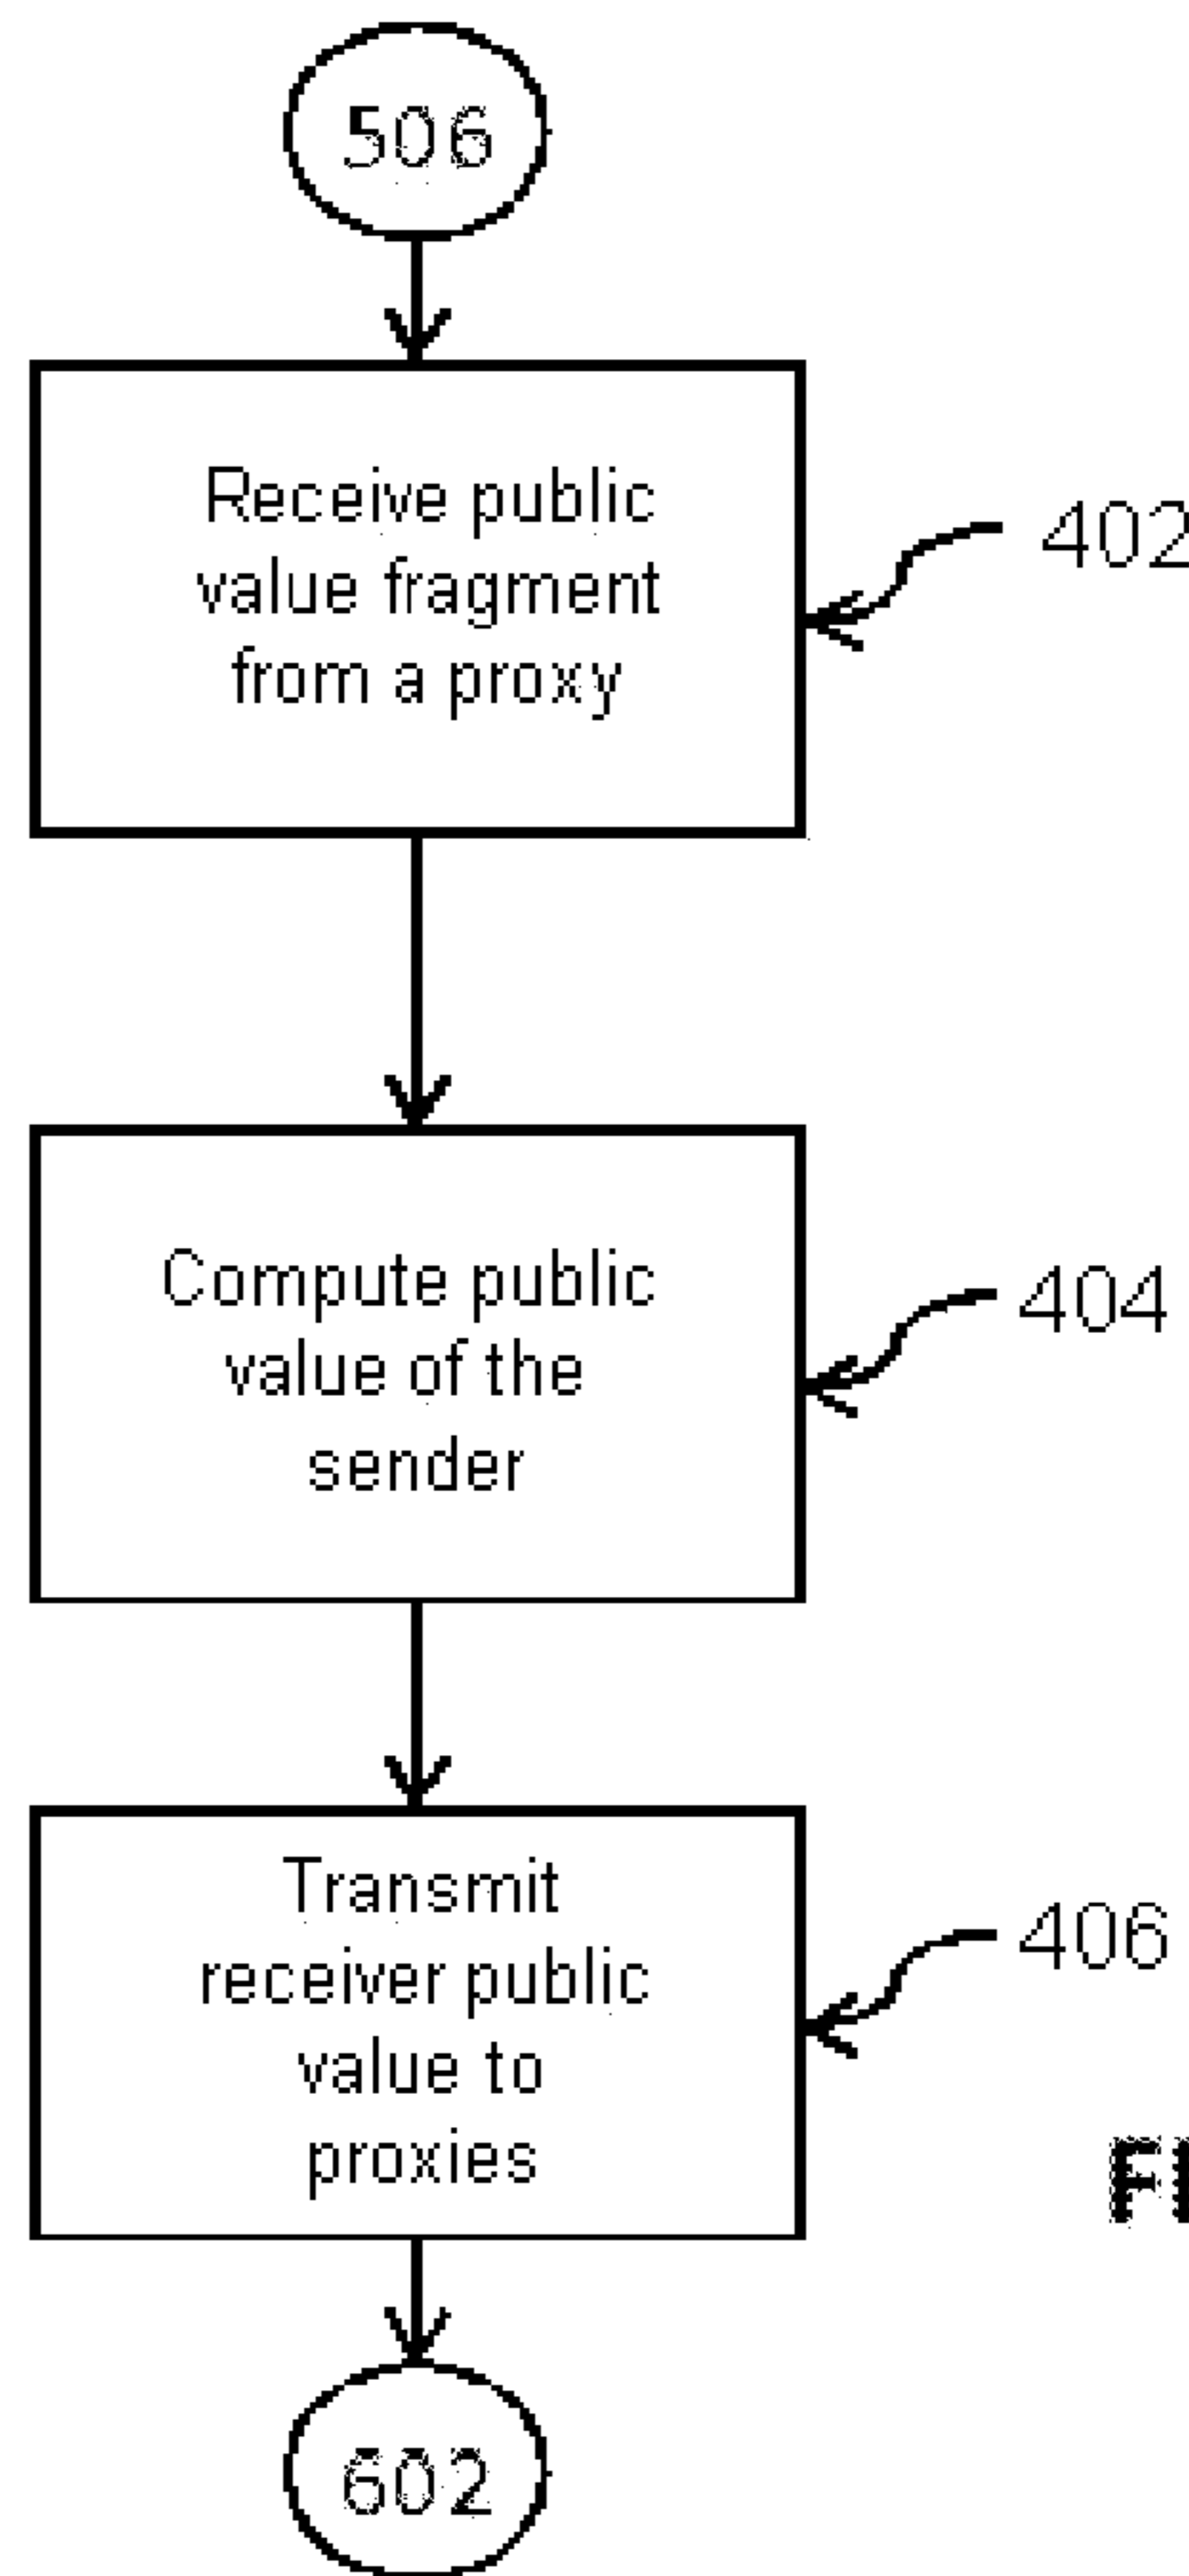 506
Receive public
value fragment
from a proxy
402
Compute public
value of the
sender
404
Transmit
receiver public
value to
proxies
406
602